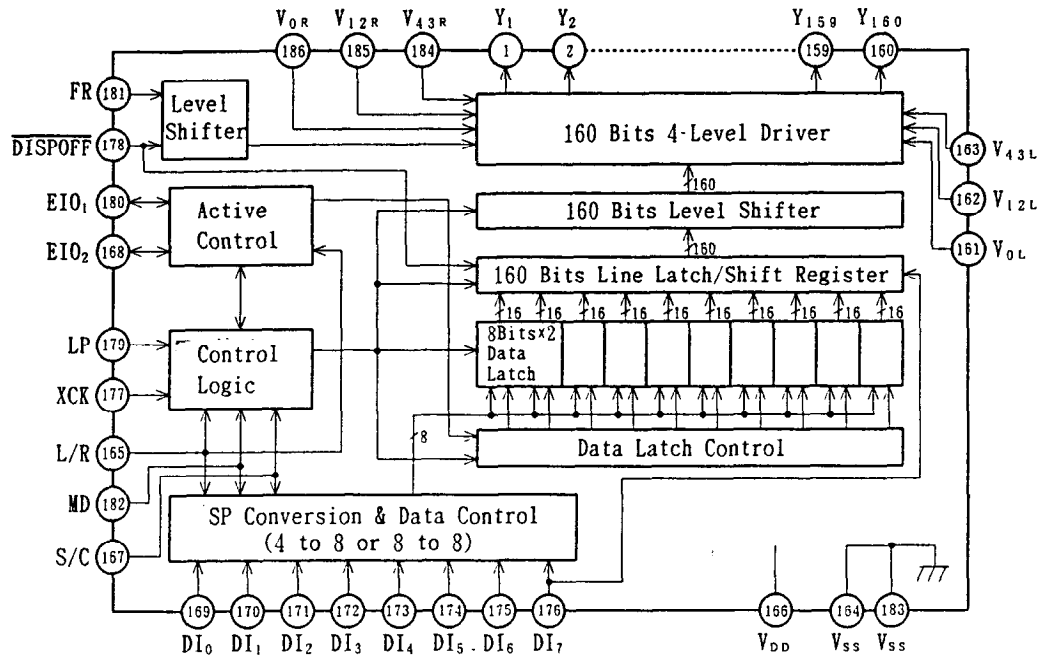 V0R V12R V43R Y1 Y2 Y159 Y160
186 185 184 1 2 159 160
FR 181
Level
Shifter
DISPOFF 178
160 Bits 4-Level Driver
163 V43L
162 V12L
161 V0L
160
EIO1 180
EIO2 168
Active
Control
160 Bits Level Shifter
160
160 Bits Line Latch/Shift Register
16 16 16 16 16 16 16 16 16 16
LP 179
XCK 177
Control
Logic
8Bits×2
Data
Latch
8
Data Latch Control
L/R 165
MD 182
S/C 167
SP Conversion & Data Control
(4 to 8 or 8 to 8)
169 170 171 172 173 174 175 176 166 164 183
DI0 DI1 DI2 DI3 DI4 DI5 DI6 DI7 VDD VSS VSS